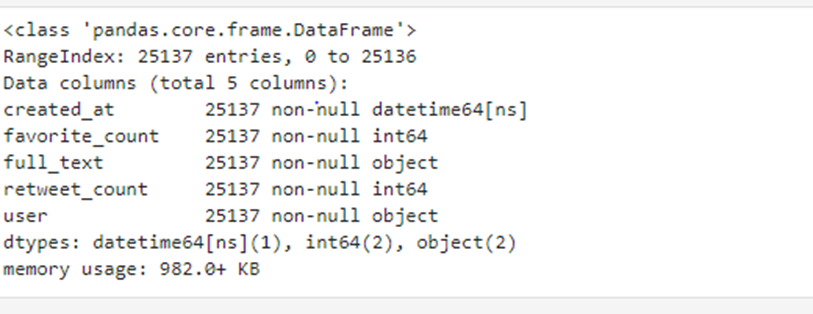 <class 'pandas.core.frame.DataFrame'>
RangeIndex: 25137 entries, 0 to 25136
Data columns (total 5 columns):
created_at        25137 non-null datetime64[ns]
favorite_count    25137 non-null int64
full_text         25137 non-null object
retweet_count     25137 non-null int64
user              25137 non-null object
dtypes: datetime64[ns](1), int64(2), object(2)
memory usage: 982.0+ KB